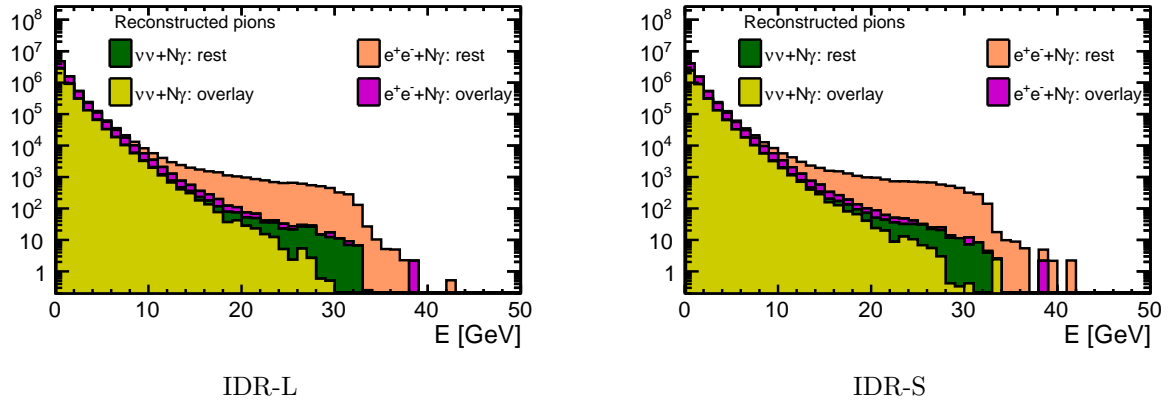 Reconstructed pions
νν+Nγ: rest
e⁺e⁻+Nγ: rest
νν+Nγ: overlay
e⁺e⁻+Nγ: overlay
10⁸
10⁷
10⁶
10⁵
10⁴
10³
10²
10
1
0 10 20 30 40 50
E [GeV]
IDR-L
Reconstructed pions
νν+Nγ: rest
e⁺e⁻+Nγ: rest
νν+Nγ: overlay
e⁺e⁻+Nγ: overlay
10⁸
10⁷
10⁶
10⁵
10⁴
10³
10²
10
1
0 10 20 30 40 50
E [GeV]
IDR-S